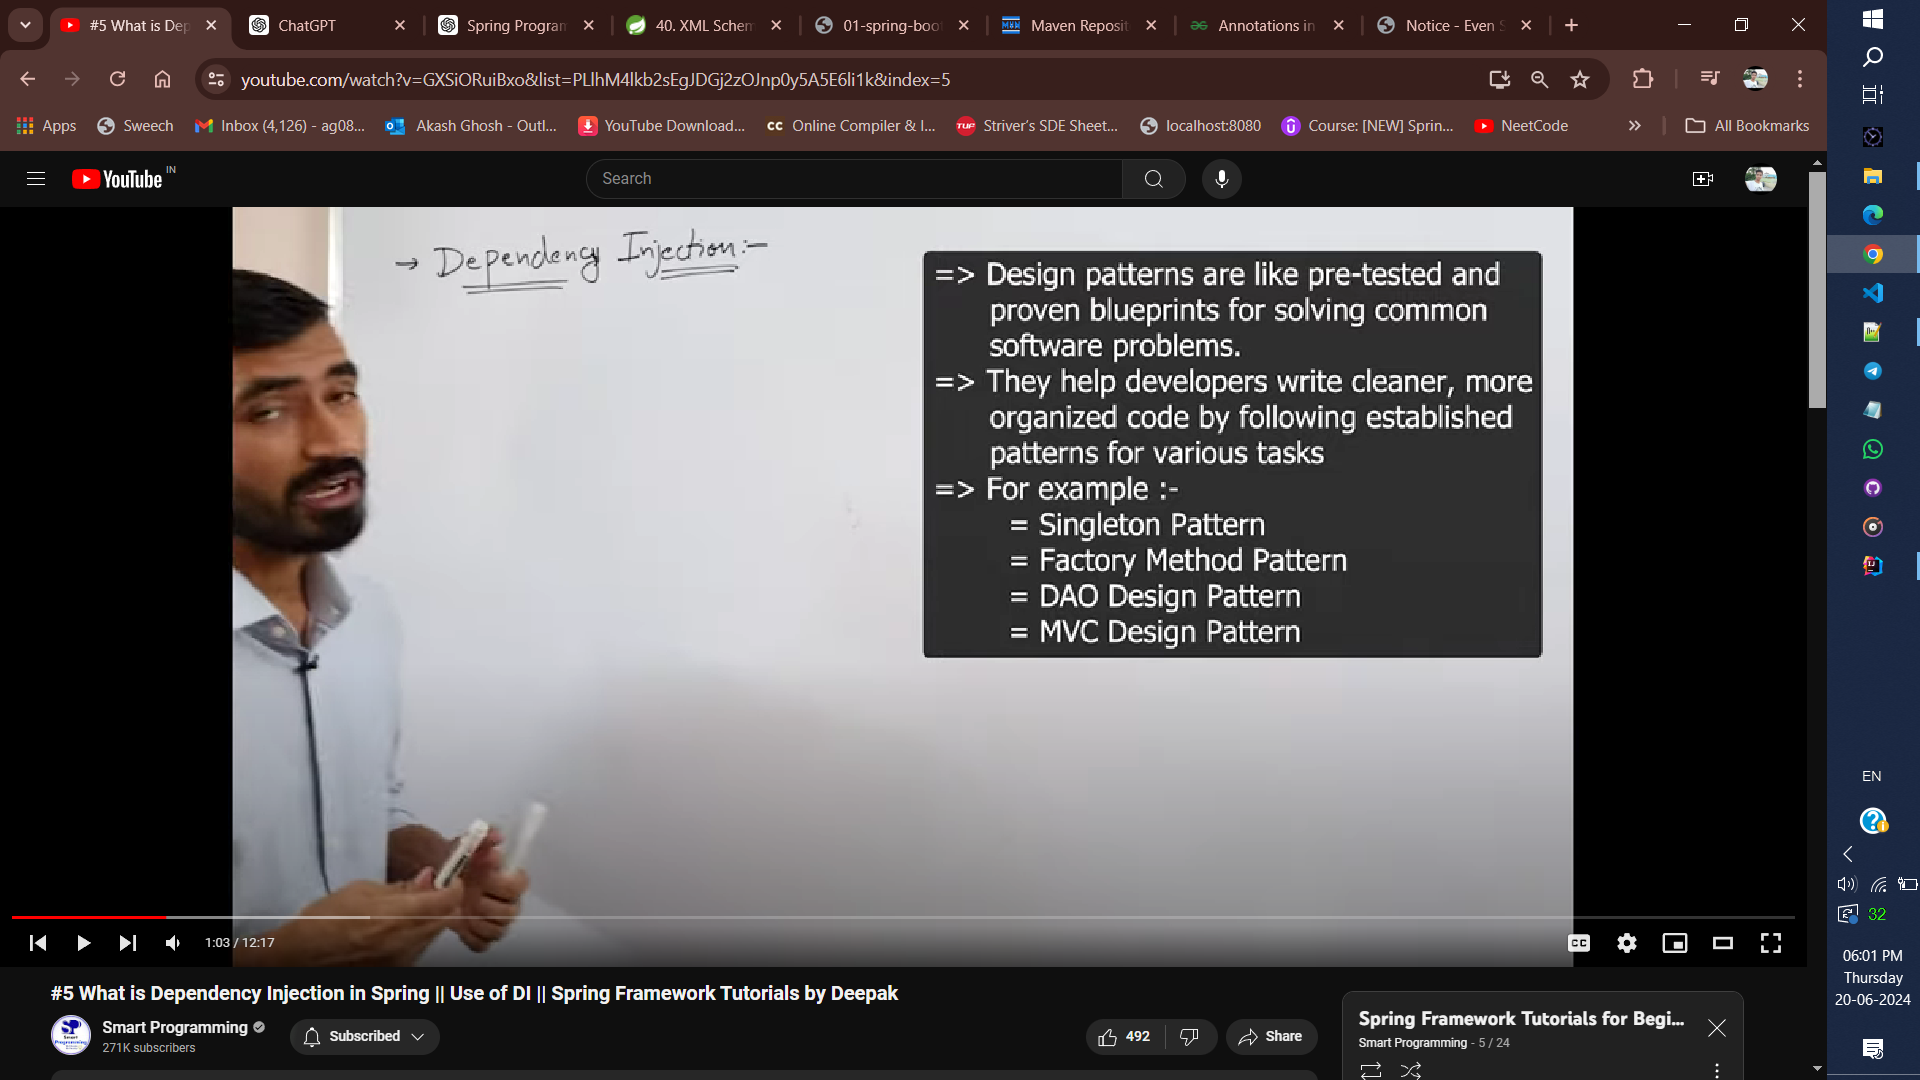 #5 What is Dep
ChatGPT
Spring Program
40. XML Schem
01-spring-boot
Maven Reposit
Annotations in
Notice - Even S
youtube.com/watch?v=GXSiORuiBxo&list=PLlhM4lkb2sEgJDGj2zOJnp0y5A5E6li1k&index=5
Apps
Sweech
Inbox (4,126) - ag08...
Akash Ghosh - Outl...
YouTube Download...
CC Online Compiler & I...
TUF Striver's SDE Sheet...
localhost:8080
Course: [NEW] Sprin...
NeetCode
All Bookmarks
YouTube IN
Search
→ Dependency Injection:-
=> Design patterns are like pre-tested and
proven blueprints for solving common
software problems.
=> They help developers write cleaner, more
organized code by following established
patterns for various tasks
=> For example :-
= Singleton Pattern
= Factory Method Pattern
= DAO Design Pattern
= MVC Design Pattern
1:03 / 12:17
CC
#5 What is Dependency Injection in Spring || Use of DI || Spring Framework Tutorials by Deepak
Smart Programming
271K subscribers
Subscribed
492
Share
Spring Framework Tutorials for Begi...
Smart Programming - 5 / 24
EN
32
06:01 PM
Thursday
20-06-2024